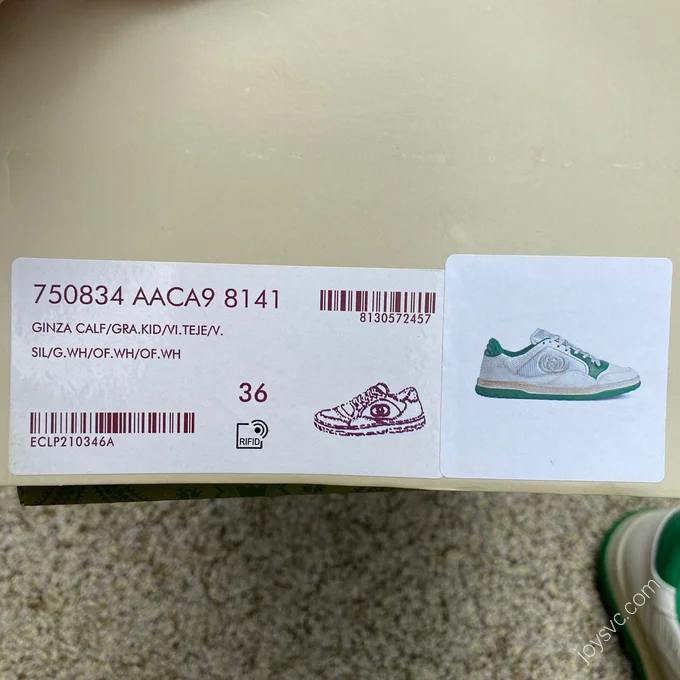 750834 AACA9 8141
8130572457
GINZA CALF/GRA.KID/VI.TEJE/V.
SIL/G.WH/OF.WH/OF.WH
36
RFID
ECLP210346A
joysvc.com